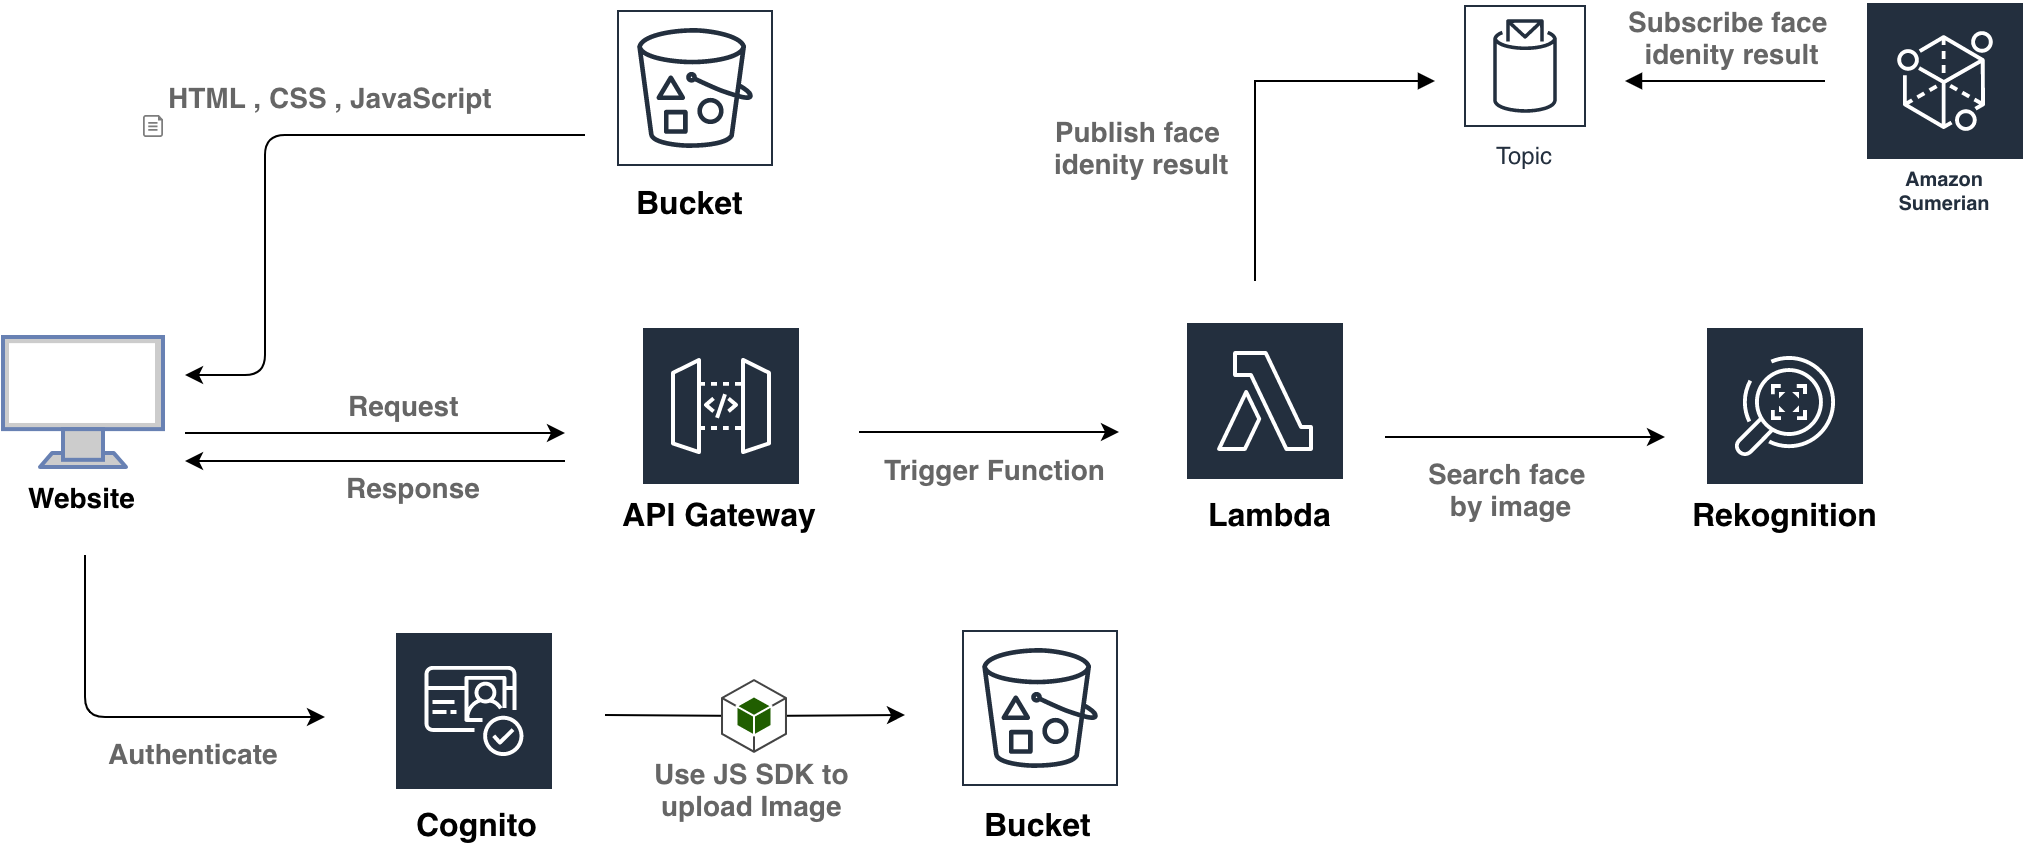 Subscribe face
idenity result
HTML , CSS , JavaScript
Publish face
idenity result
Topic
Amazon
Sumerian
Bucket
Request
Response
Website
</>
API Gateway
Trigger Function
Lambda
Search face
by image
Rekognition
Authenticate
Cognito
Use JS SDK to
upload Image
Bucket